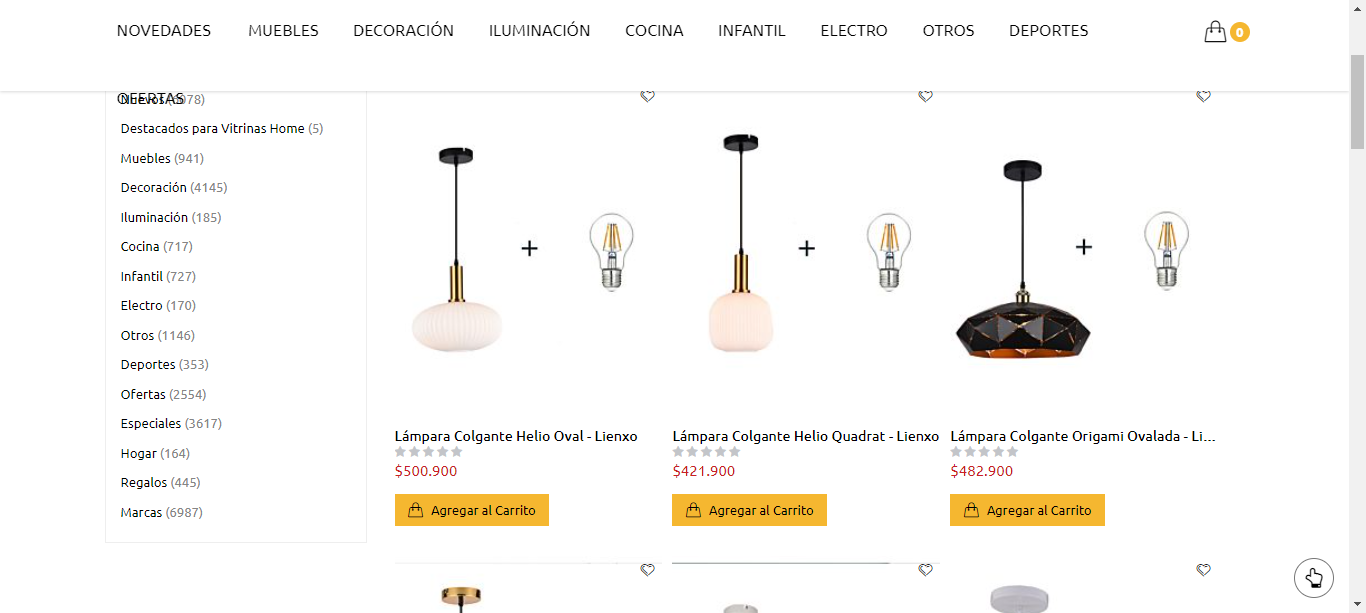 NOVEDADES MUEBLES DECORACIÓN ILUMINACIÓN COCINA INFANTIL ELECTRO OTROS DEPORTES 0
OFERTAS
Destacados para Vitrinas Home (5)
Muebles (941)
Decoración (4145)
Iluminación (185)
Cocina (717)
Infantil (727)
Electro (170)
Otros (1146)
Deportes (353)
Ofertas (2554)
Especiales (3617)
Hogar (164)
Regalos (445)
Marcas (6987)
+ + +
Lámpara Colgante Helio Oval - Lienxo
$500.900
Agregar al Carrito
Lámpara Colgante Helio Quadrat - Lienxo
$421.900
Agregar al Carrito
Lámpara Colgante Origami Ovalada - Li...
$482.900
Agregar al Carrito